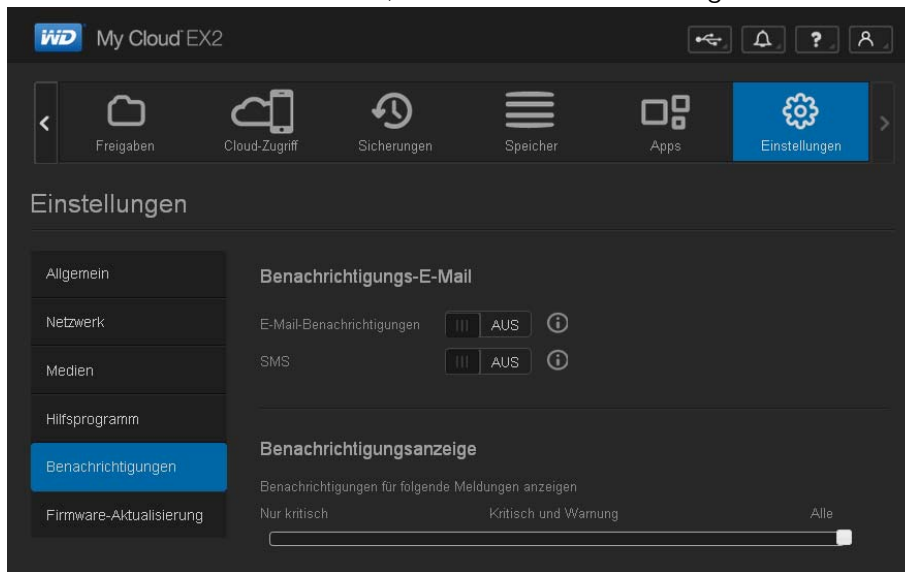 WD My Cloud EX2
Freigaben Cloud-Zugriff Sicherungen Speicher Apps Einstellungen
Einstellungen
Allgemein
Netzwerk
Medien
Hilfsprogramm
Benachrichtigungen
Firmware-Aktualisierung
Benachrichtigungs-E-Mail
E-Mail-Benachrichtigungen AUS
SMS AUS
Benachrichtigungsanzeige
Benachrichtigungen für folgende Meldungen anzeigen
Nur kritisch Kritisch und Warnung Alle